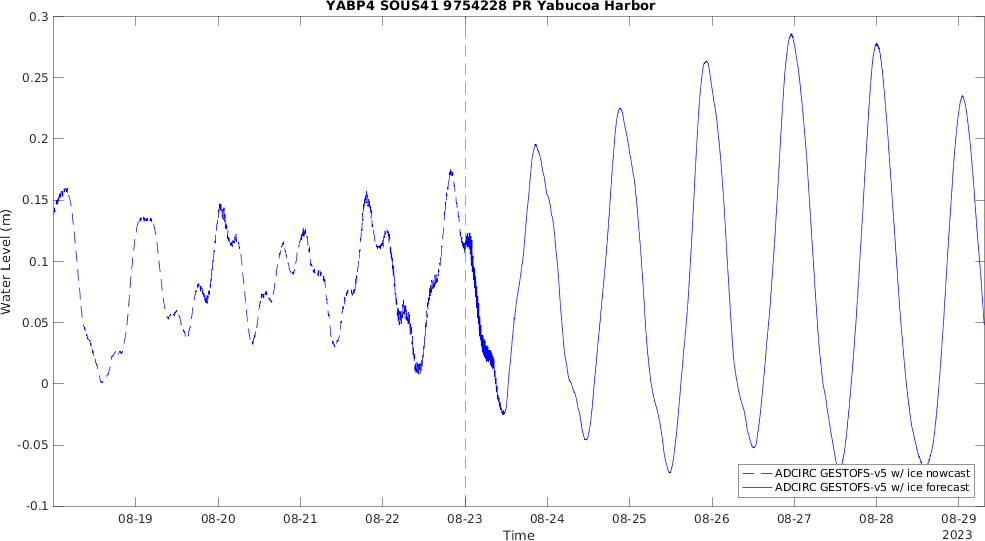 YABP4 SOUS41 9754228 PR Yabucoa Harbor
0.3
0.25
0.2
0.15
0.1
0.05
0
-0.05
-0.1
Water Level (m)
ADCIRC GESTOFS-v5 w/ ice nowcast
ADCIRC GESTOFS-v5 w/ ice forecast
08-19 08-20 08-21 08-22 08-23 08-24 08-25 08-26 08-27 08-28 08-29
2023
Time